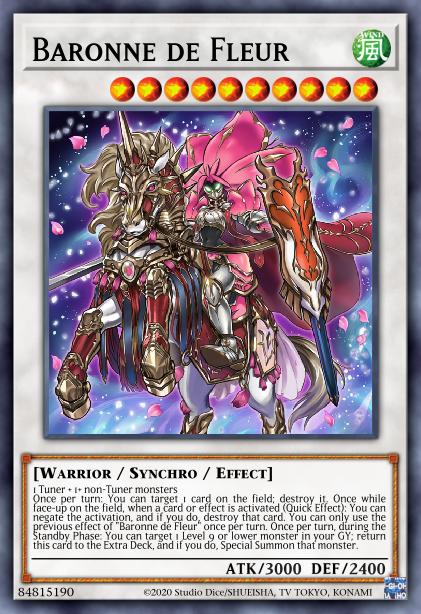 Baronne de Fleur
WIND
風
[Warrior / Synchro / Effect]
1 Tuner + 1+ non-Tuner monsters
Once per turn: You can target 1 card on the field; destroy it. Once while
face-up on the field, when a card or effect is activated (Quick Effect): You can
negate the activation, and if you do, destroy that card. You can only use the
previous effect of "Baronne de Fleur" once per turn. Once per turn, during the
Standby Phase: You can target 1 Level 9 or lower monster in your GY; return
this card to the Extra Deck, and if you do, Special Summon that monster.
ATK/3000 DEF/2400
84815190 ©2020 Studio Dice/SHUEISHA, TV TOKYO, KONAMI